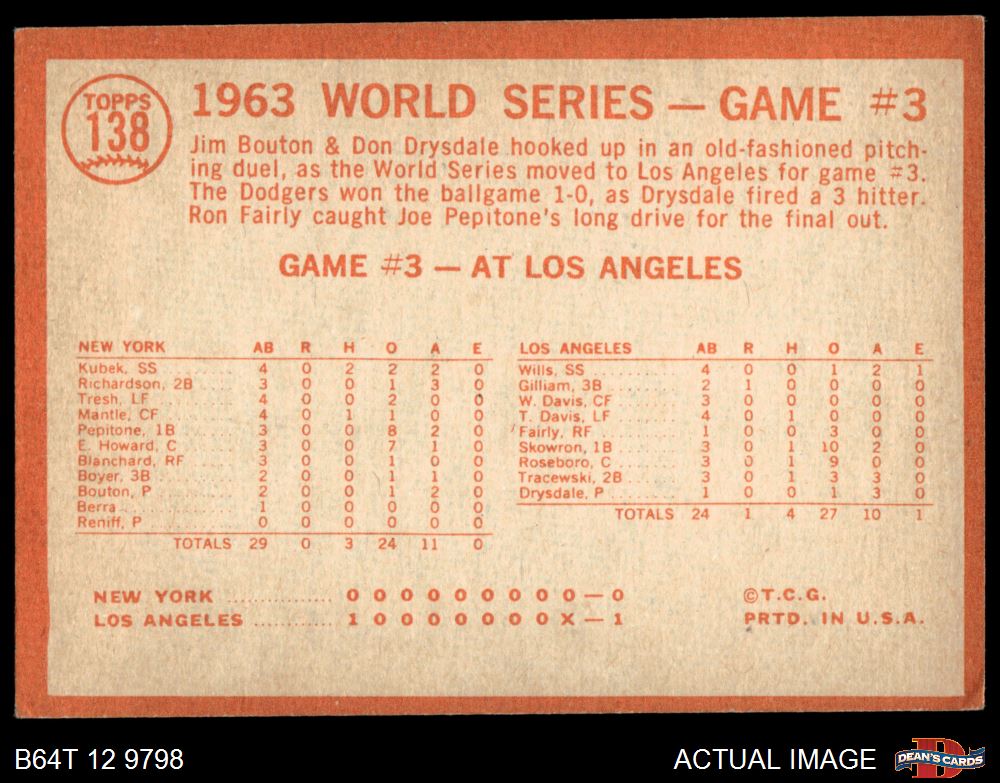 TOPPS
138
1963 WORLD SERIES — GAME #3
Jim Bouton & Don Drysdale hooked up in an old-fashioned pitch-
ing duel, as the World Series moved to Los Angeles for game #3.
The Dodgers won the ballgame 1-0, as Drysdale fired a 3 hitter.
Ron Fairly caught Joe Pepitone's long drive for the final out.
GAME #3 — AT LOS ANGELES
NEW YORK AB R H O A E
Kubek, SS 4 0 2 2 2 0
Richardson, 2B 3 0 0 1 3 0
Tresh, LF 4 0 0 2 0 0
Mantle, CF 4 0 1 1 0 0
Pepitone, 1B 3 0 0 8 2 0
E. Howard, C 3 0 0 7 1 0
Blanchard, RF 3 0 0 1 0 0
Boyer, 3B 2 0 0 1 1 0
Bouton, P 2 0 0 1 2 0
Berra 1 0 0 0 0 0
Reniff, P 0 0 0 0 0 0
TOTALS 29 0 3 24 11 0
LOS ANGELES AB R H O A E
Wills, SS 4 0 0 1 2 1
Gilliam, 3B 2 1 0 0 0 0
W. Davis, CF 3 0 0 0 0 0
T. Davis, LF 4 0 1 0 0 0
Fairly, RF 1 0 0 3 0 0
Skowron, 1B 3 0 1 10 2 0
Roseboro, C 3 0 1 9 0 0
Tracewski, 2B 3 0 1 3 3 0
Drysdale, P 1 0 0 1 3 0
TOTALS 24 1 4 27 10 1
NEW YORK 0 0 0 0 0 0 0 0 0 — 0
LOS ANGELES 1 0 0 0 0 0 0 0 X — 1
©T.C.G.
PRTD. IN U.S.A.
B64T 12 9798
ACTUAL IMAGE
D
DEAN'S CARDS